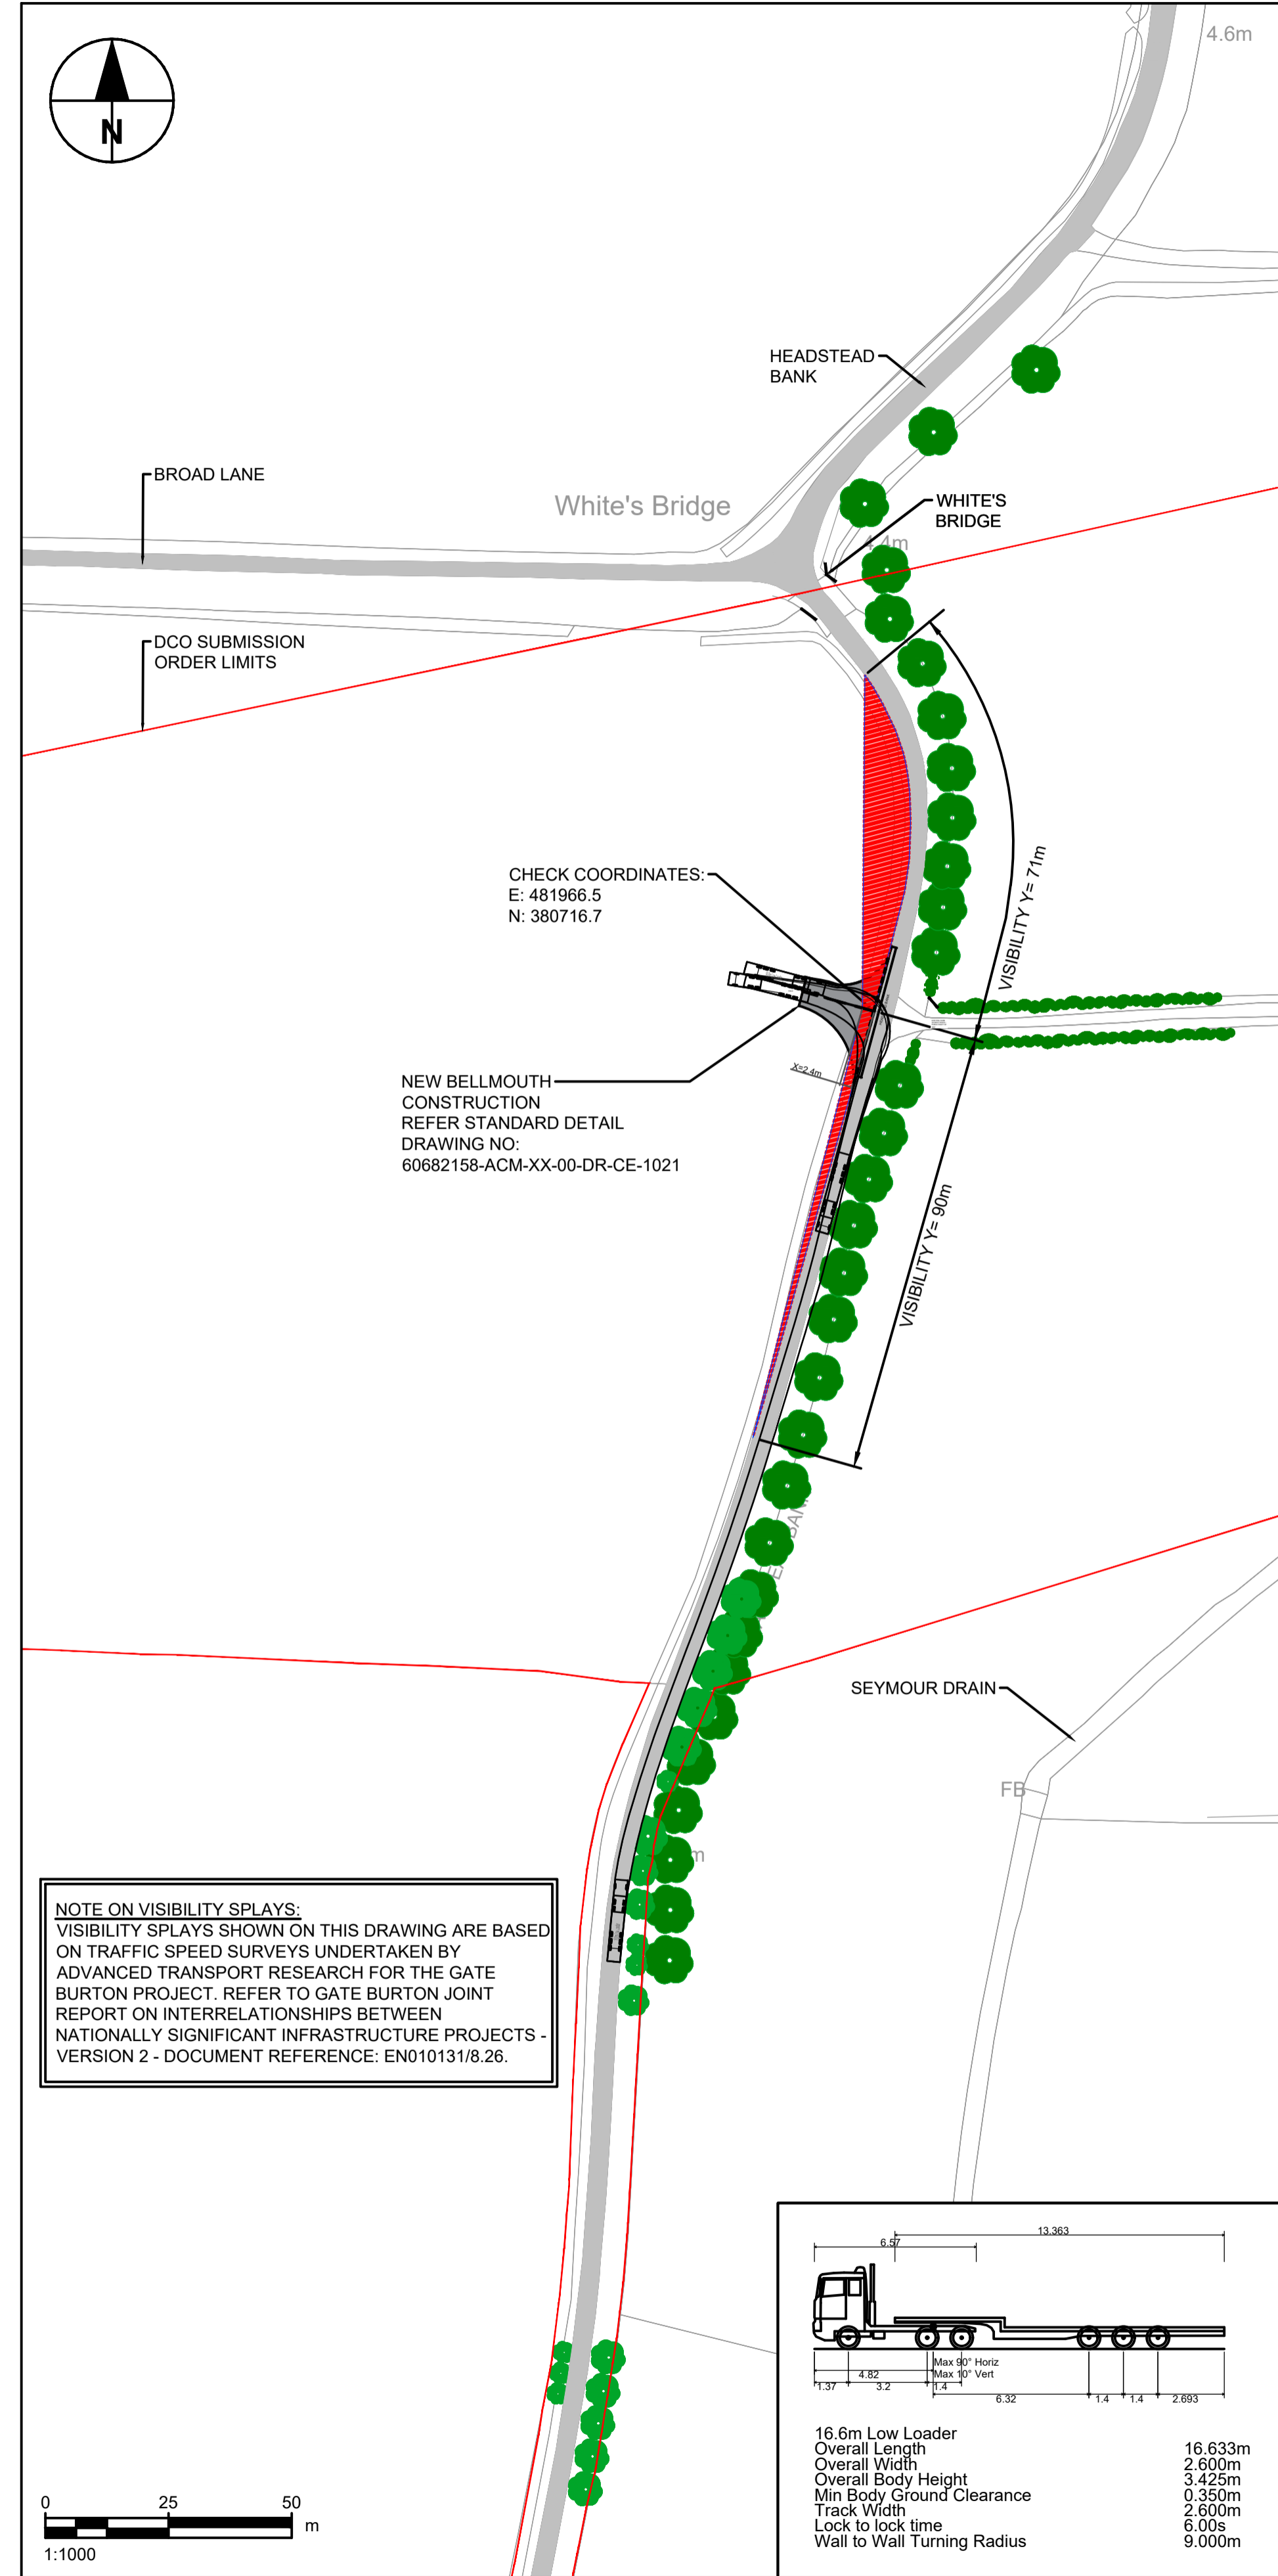 4.6m
N
HEADSTEAD
BANK
BROAD LANE
White's Bridge
WHITE'S
BRIDGE
4.4m
DCO SUBMISSION
ORDER LIMITS
VISIBILITY Y= 71m
CHECK COORDINATES:
E: 481966.5
N: 380716.7
X=2.4m
NEW BELLMOUTH
CONSTRUCTION
REFER STANDARD DETAIL
DRAWING NO:
60682158-ACM-XX-00-DR-CE-1021
VISIBILITY Y= 90m
SEYMOUR DRAIN
FB
m
NOTE ON VISIBILITY SPLAYS:
VISIBILITY SPLAYS SHOWN ON THIS DRAWING ARE BASED
ON TRAFFIC SPEED SURVEYS UNDERTAKEN BY
ADVANCED TRANSPORT RESEARCH FOR THE GATE
BURTON PROJECT. REFER TO GATE BURTON JOINT
REPORT ON INTERRELATIONSHIPS BETWEEN
NATIONALLY SIGNIFICANT INFRASTRUCTURE PROJECTS -
VERSION 2 - DOCUMENT REFERENCE: EN010131/8.26.
13.363
6.57
Max 90° Horiz
Max 10° Vert
4.82
1.37 3.2 1.4
6.32 1.4 1.4 2.693
16.6m Low Loader
Overall Length 16.633m
Overall Width 2.600m
Overall Body Height 3.425m
Min Body Ground Clearance 0.350m
Track Width 2.600m
Lock to lock time 6.00s
Wall to Wall Turning Radius 9.000m
0 25 50
m
1:1000